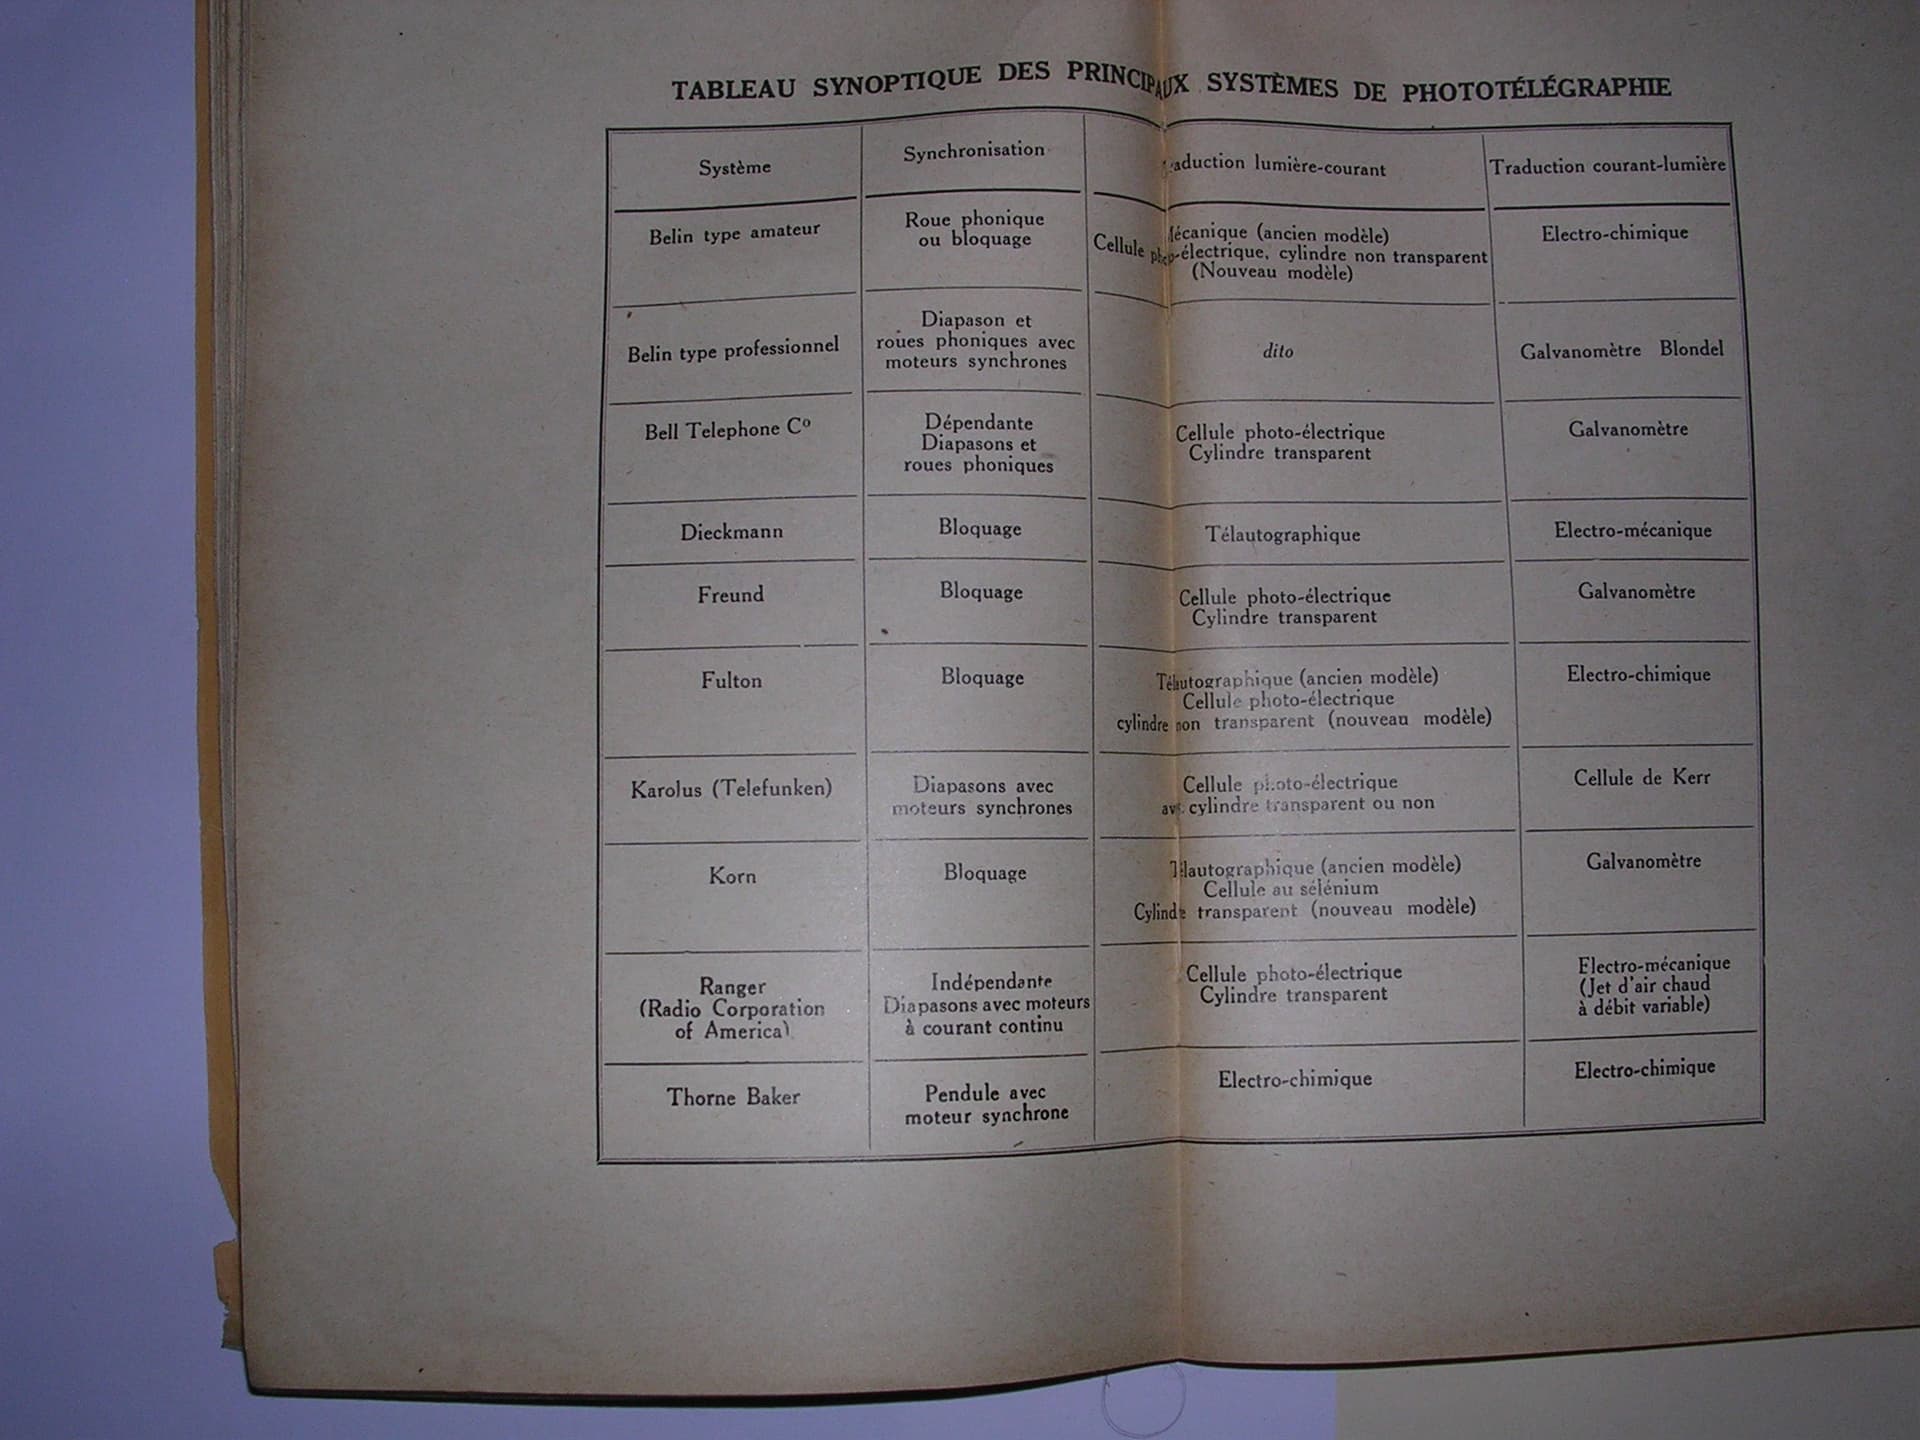 TABLEAU SYNOPTIQUE DES PRINCIPAUX SYSTÈMES DE PHOTOTÉLÉGRAPHIE
Système
Synchronisation
Traduction lumière-courant
Traduction courant-lumière
Belin type amateur
Roue phonique
ou bloquage
Mécanique (ancien modèle)
Cellule photo-électrique, cylindre non transparent
(Nouveau modèle)
Electro-chimique
Belin type professionnel
Diapason et
roues phoniques avec
moteurs synchrones
dito
Galvanomètre Blondel
Bell Telephone Cº
Dépendante
Diapasons et
roues phoniques
Cellule photo-électrique
Cylindre transparent
Galvanomètre
Dieckmann
Bloquage
Télautographique
Electro-mécanique
Freund
Bloquage
Cellule photo-électrique
Cylindre transparent
Galvanomètre
Fulton
Bloquage
Télautographique (ancien modèle)
Cellule photo-électrique
cylindre non transparent (nouveau modèle)
Electro-chimique
Karolus (Telefunken)
Diapasons avec
moteurs synchrones
Cellule photo-électrique
avec cylindre transparent ou non
Cellule de Kerr
Korn
Bloquage
Télautographique (ancien modèle)
Cellule au sélénium
Cylindre transparent (nouveau modèle)
Galvanomètre
Ranger
(Radio Corporation
of America)
Indépendante
Diapasons avec moteurs
à courant continu
Cellule photo-électrique
Cylindre transparent
Electro-mécanique
(Jet d'air chaud
à débit variable)
Thorne Baker
Pendule avec
moteur synchrone
Electro-chimique
Electro-chimique